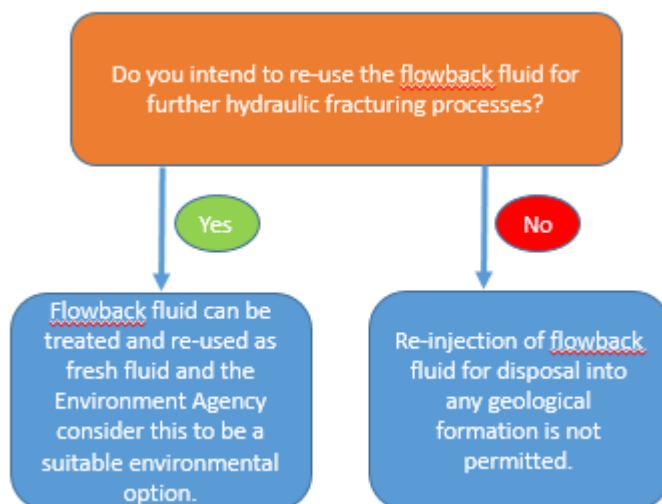 Do you intend to re-use the flowback fluid for
further hydraulic fracturing processes?
Yes
No
Flowback fluid can be
treated and re-used as
fresh fluid and the
Environment Agency
consider this to be a
suitable environmental
option.
Re-injection of flowback
fluid for disposal into
any geological
formation is not
permitted.